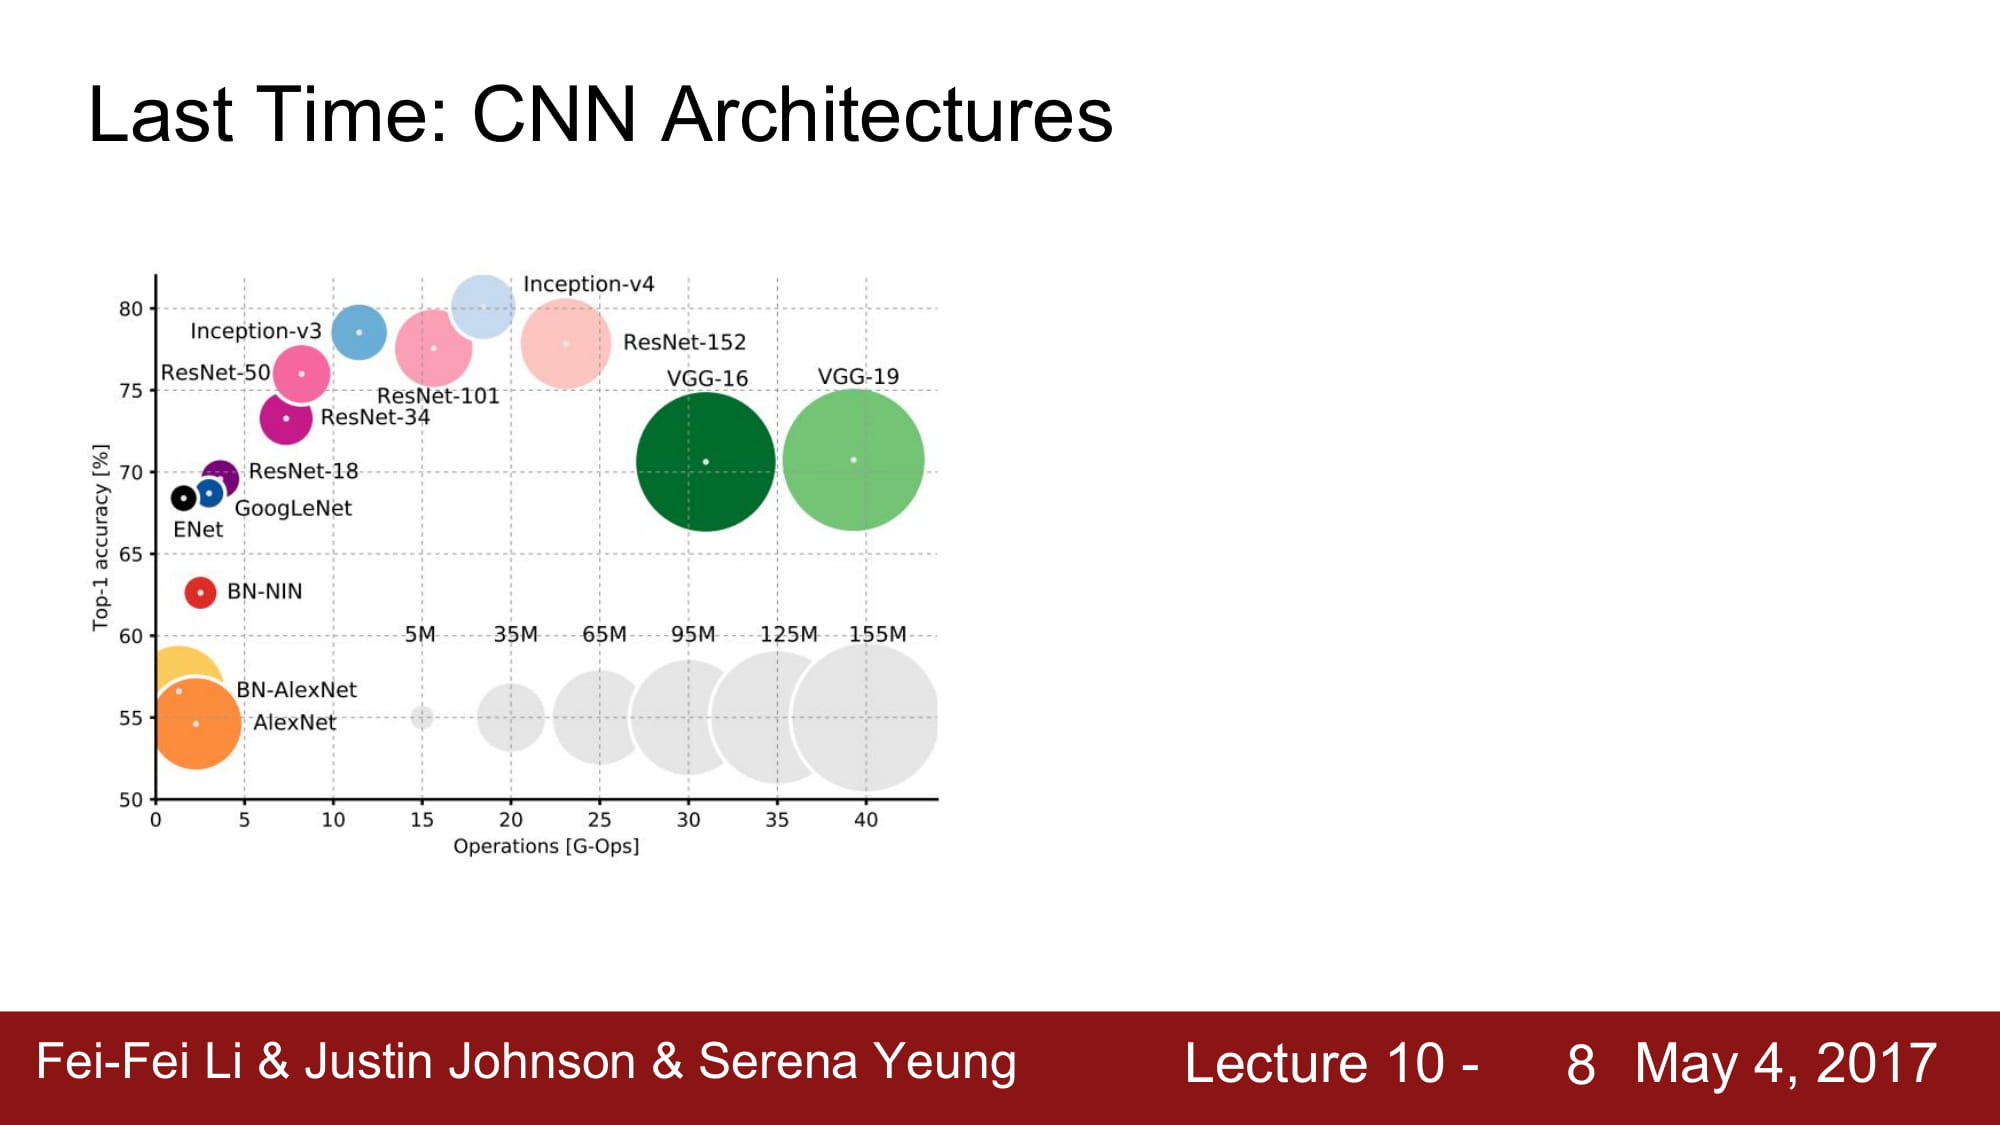 Last Time: CNN Architectures
Inception-v4
80
Inception-v3
ResNet-152
ResNet-50
VGG-16
VGG-19
75
ResNet-101
ResNet-34
70
ResNet-18
GoogLeNet
ENet
65
BN-NIN
60
5M
35M
65M
95M
125M
155M
BN-AlexNet
55
AlexNet
50
Top-1 accuracy [%]
0
5
10
15
20
25
30
35
40
Operations [G-Ops]
Fei-Fei Li & Justin Johnson & Serena Yeung
Lecture 10 - 8 May 4, 2017